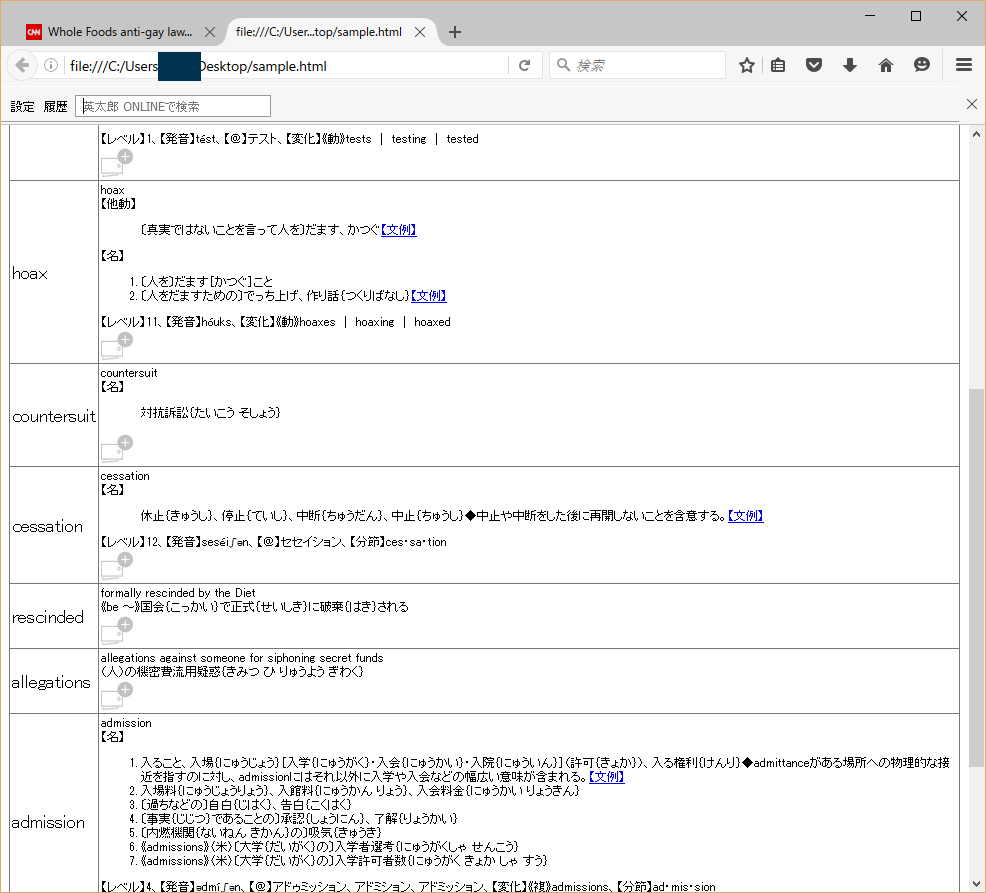 CNN Whole Foods anti-gay law...
file:///C:/User...top/sample.html
file:///C:/Users
Desktop/sample.html
検索
設定 履歴 英太郎 ONLINEで検索
【レベル】1、【発音】tést、【@】テスト、【変化】《動》tests | testing | tested
hoax
hoax
【他動】
〔真実ではないことを言って人を〕だます、かつぐ【文例】
【名】
1. 〔人を〕だます[かつぐ]こと
2. 〔人をだますための〕でっち上げ、作り話{つくりばなし}【文例】
【レベル】11、【発音】hóuks、【変化】《動》hoaxes | hoaxing | hoaxed
countersuit
countersuit
【名】
対抗訴訟{たいこう そしょう}
cessation
cessation
【名】
休止{きゅうし}、停止{ていし}、中断{ちゅうだん}、中止{ちゅうし}◆中止や中断をした後に再開しないことを含意する。【文例】
【レベル】12、【発音】seséiʃən、【@】セセイション、【分節】ces・sa・tion
rescinded
formally rescinded by the Diet
《be ～》国会{こっかい}で正式{せいしき}に破棄{はき}される
allegations
allegations against someone for siphoning secret funds
〈人〉の機密費流用疑惑{きみつ ひ りゅうよう ぎわく}
admission
admission
【名】
1. 入ること、入場{にゅうじょう}[入学{にゅうがく}・入会{にゅうかい}・入院{にゅういん}]（許可{きょか}）、入る権利{けんり}◆admittanceがある場所への物理的な接
近を指すのに対し、admissionにはそれ以外に入学や入会などの幅広い意味が含まれる。【文例】
2. 入場料{にゅうじょうりょう}、入館料{にゅうかん りょう}、入会料金{にゅうかい りょうきん}
3. 〔過ちなどの〕自白{じはく}、告白{こくはく}
4. 〔事実{じじつ}であることの〕承認{しょうにん}、了解{りょうかい}
5. 〔内燃機関{ないねん きかん}の〕吸気{きゅうき}
6. 《admissions》〈米〉〔大学{だいがく}の〕入学者選考{にゅうがくしゃ せんこう}
7. 《admissions》〈米〉〔大学{だいがく}の〕入学許可者数{にゅうがく きょか しゃ すう}
【レベル】4、【発音】ədmíʃən、【@】アドゥミッション、アドミション、アドミッション、【変化】《複》admissions、【分節】ad・mis・sion